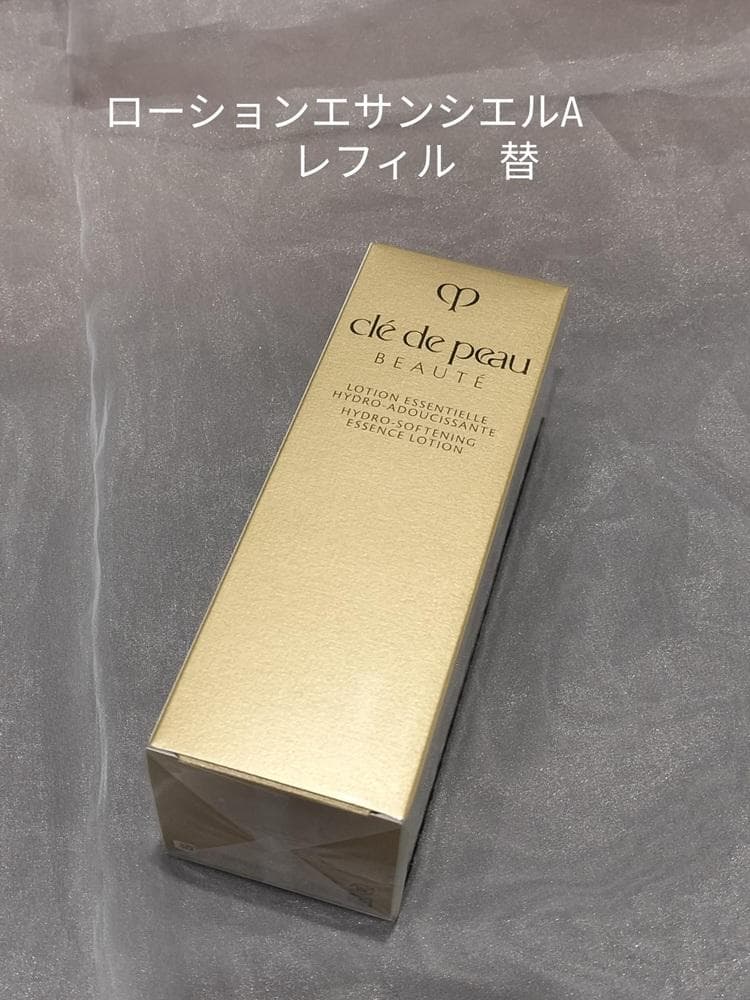 ローションエサンシエルA
レフィル　替
clé de peau
BEAUTÉ
LOTION ESSENTIELLE
HYDRO-ADOUCISSANTE
HYDRO-SOFTENING
ESSENCE LOTION